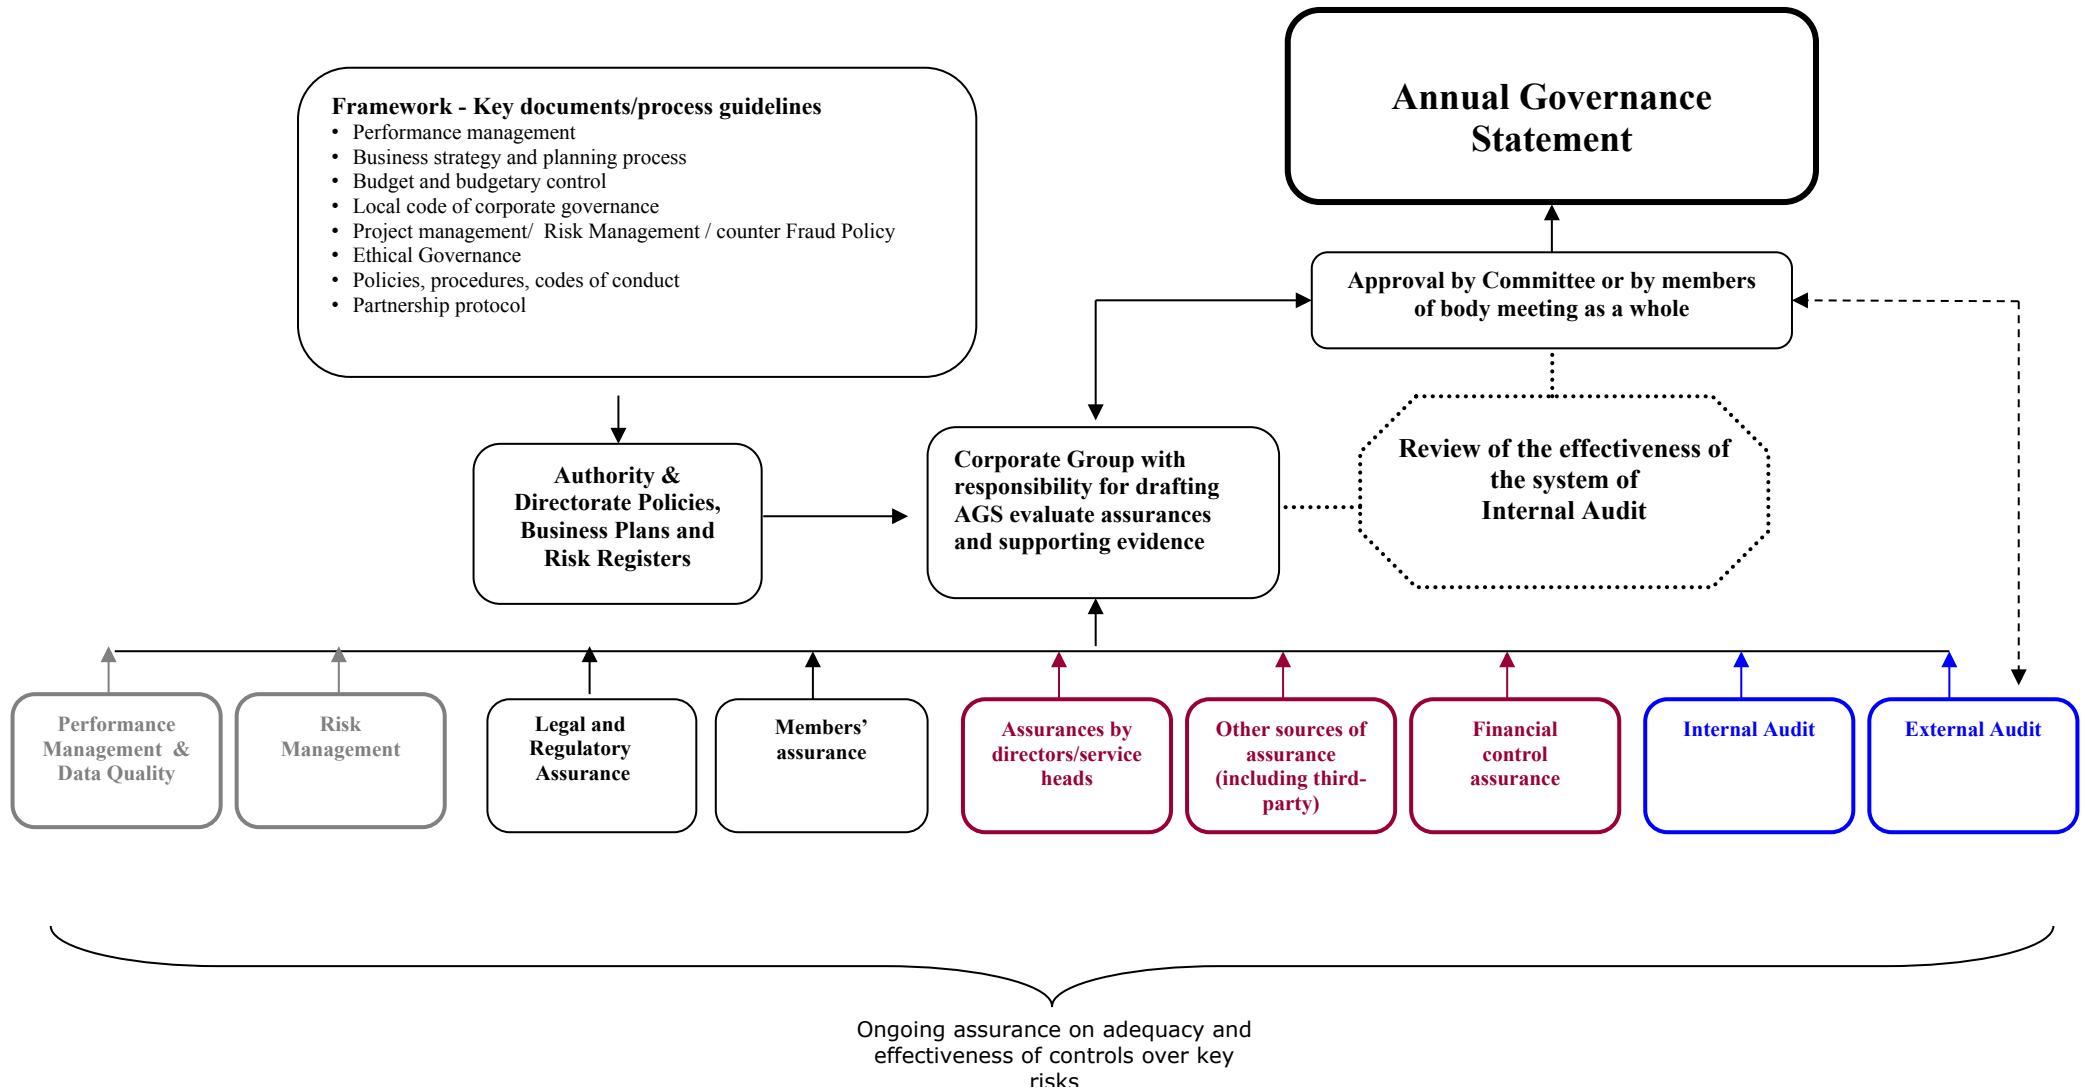 Annual Governance
Statement
Framework - Key documents/process guidelines
• Performance management
• Business strategy and planning process
• Budget and budgetary control
• Local code of corporate governance
• Project management/ Risk Management / counter Fraud Policy
• Ethical Governance
• Policies, procedures, codes of conduct
• Partnership protocol
Approval by Committee or by members
of body meeting as a whole
Authority &
Directorate Policies,
Business Plans and
Risk Registers
Corporate Group with
responsibility for drafting
AGS evaluate assurances
and supporting evidence
Review of the effectiveness of
the system of
Internal Audit
Performance
Management &
Data Quality
Risk
Management
Legal and
Regulatory
Assurance
Members’
assurance
Assurances by
directors/service
heads
Other sources of
assurance
(including third-
party)
Financial
control
assurance
Internal Audit
External Audit
Ongoing assurance on adequacy and
effectiveness of controls over key
risks